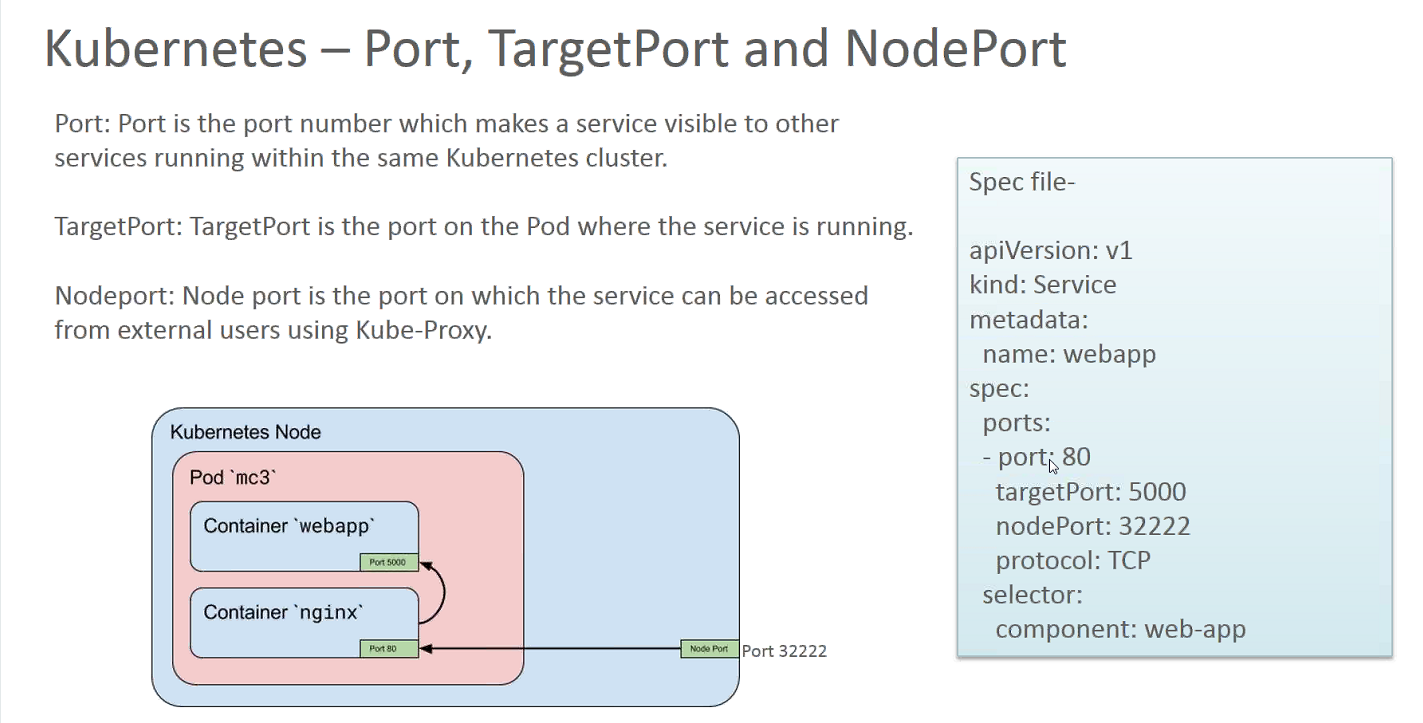 Kubernetes – Port, TargetPort and NodePort
Port: Port is the port number which makes a service visible to other
services running within the same Kubernetes cluster.
TargetPort: TargetPort is the port on the Pod where the service is running.
Nodeport: Node port is the port on which the service can be accessed
from external users using Kube-Proxy.
Kubernetes Node
Pod `mc3`
Container `webapp`
Port 5000
Container `nginx`
Port 80
Node Port
Port 32222
Spec file-
apiVersion: v1
kind: Service
metadata:
  name: webapp
spec:
  ports:
  - port: 80
    targetPort: 5000
    nodePort: 32222
    protocol: TCP
  selector:
    component: web-app